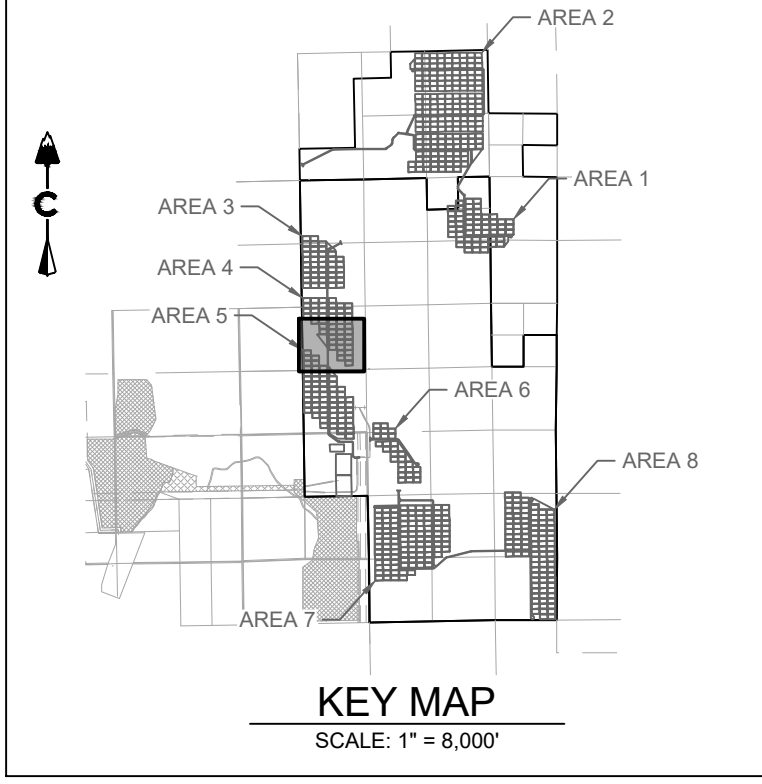 AREA 2
AREA 1
AREA 3
AREA 4
AREA 5
AREA 6
AREA 8
AREA 7
C
KEY MAP
SCALE: 1" = 8,000'